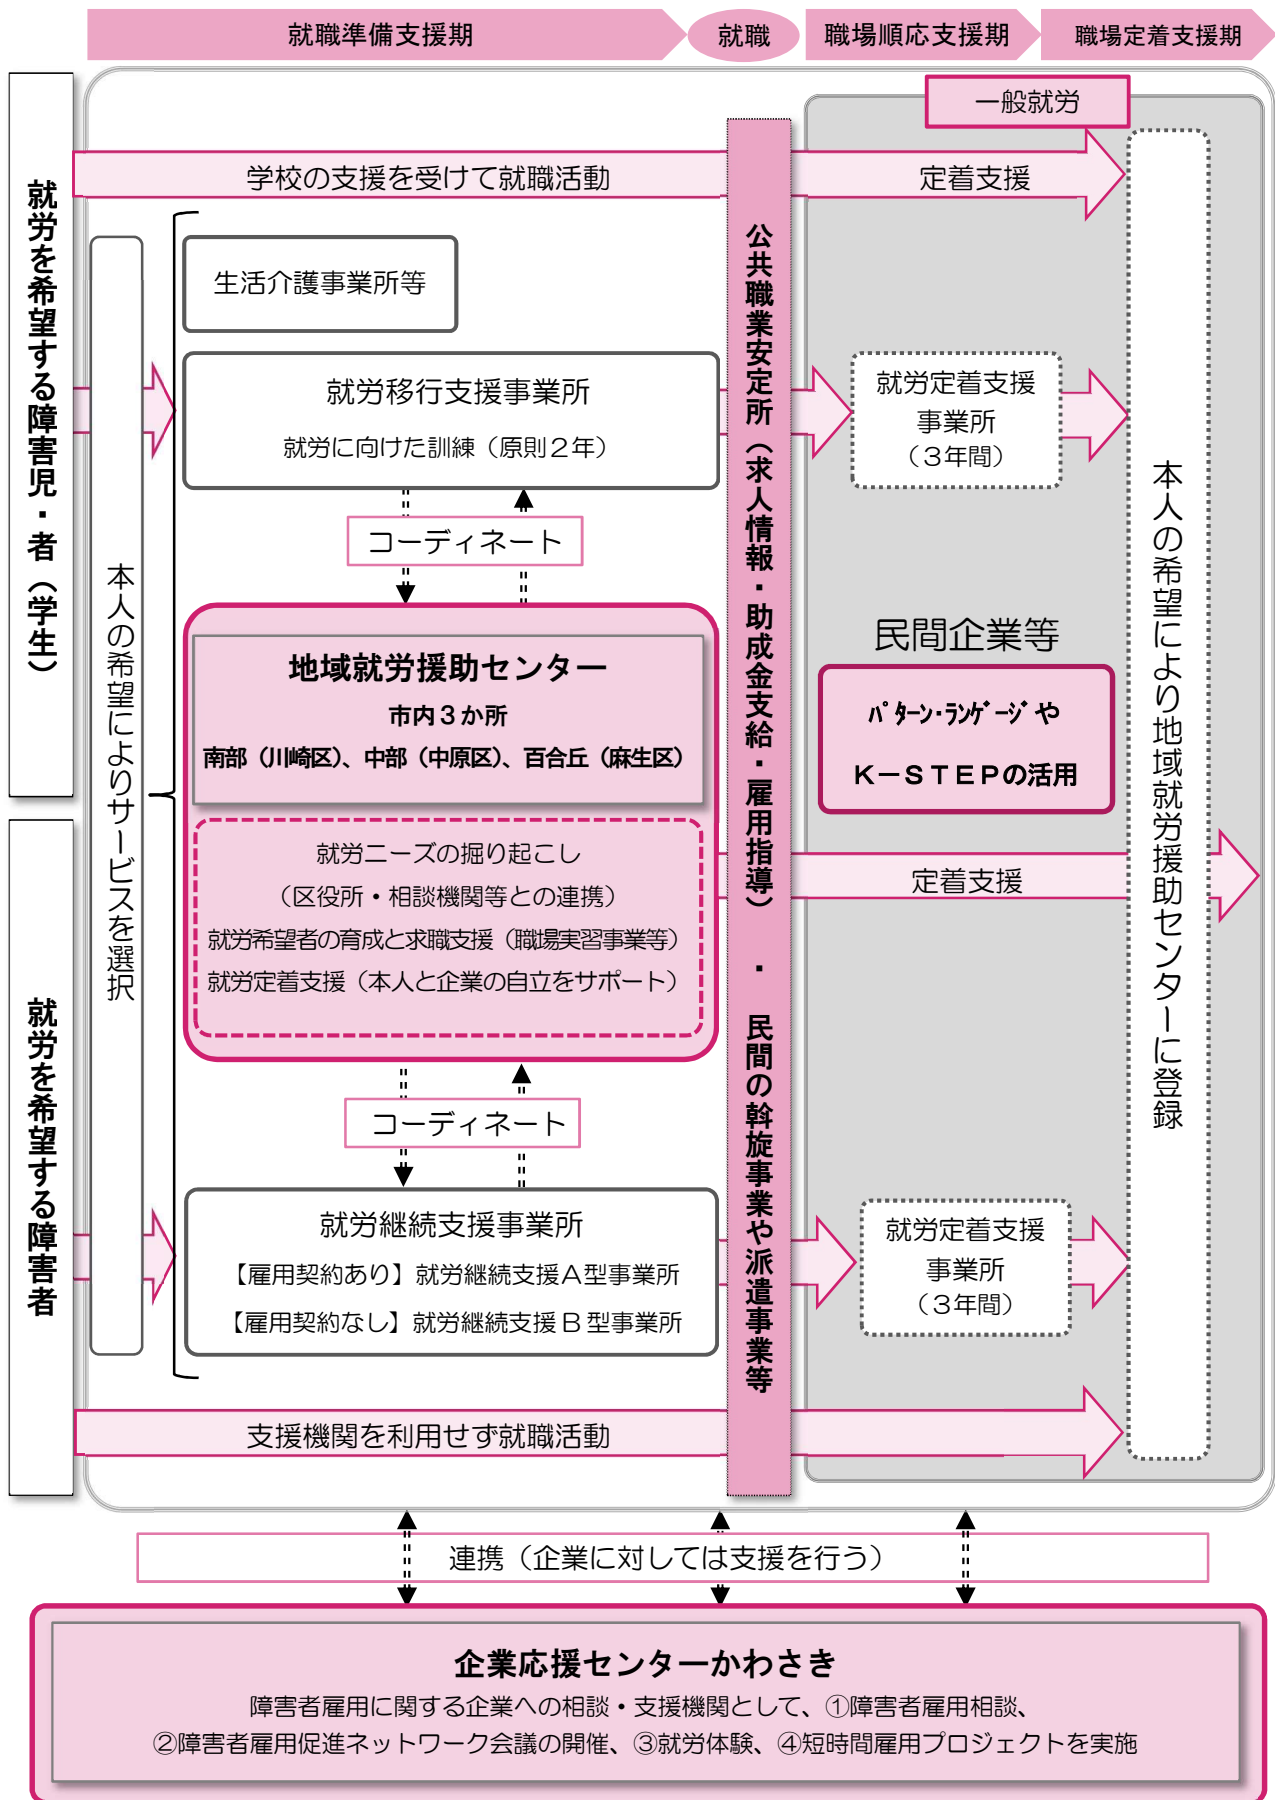 就職準備支援期
就職
職場順応支援期
職場定着支援期
一般就労
就労を希望する障害児・者（学生）
就労を希望する障害者
学校の支援を受けて就職活動
定着支援
本人の希望によりサービスを選択
生活介護事業所等
就労移行支援事業所
就労に向けた訓練（原則２年）
コーディネート
地域就労援助センター
市内３か所
南部（川崎区）、中部（中原区）、百合丘（麻生区）
就労ニーズの掘り起こし
（区役所・相談機関等との連携）
就労希望者の育成と求職支援（職場実習事業等）
就労定着支援（本人と企業の自立をサポート）
コーディネート
就労継続支援事業所
【雇用契約あり】就労継続支援Ａ型事業所
【雇用契約なし】就労継続支援Ｂ型事業所
支援機関を利用せず就職活動
公共職業安定所（求人情報・助成金支給・雇用指導）　・　民間の斡旋事業や派遣事業等
就労定着支援
事業所
（３年間）
民間企業等
ﾊﾟﾀｰﾝ・ﾗﾝｹﾞｰｼﾞや
Ｋ－ＳＴＥＰの活用
定着支援
就労定着支援
事業所
（３年間）
本人の希望により地域就労援助センターに登録
連携（企業に対しては支援を行う）
企業応援センターかわさき
障害者雇用に関する企業への相談・支援機関として、①障害者雇用相談、
②障害者雇用促進ネットワーク会議の開催、③就労体験、④短時間雇用プロジェクトを実施